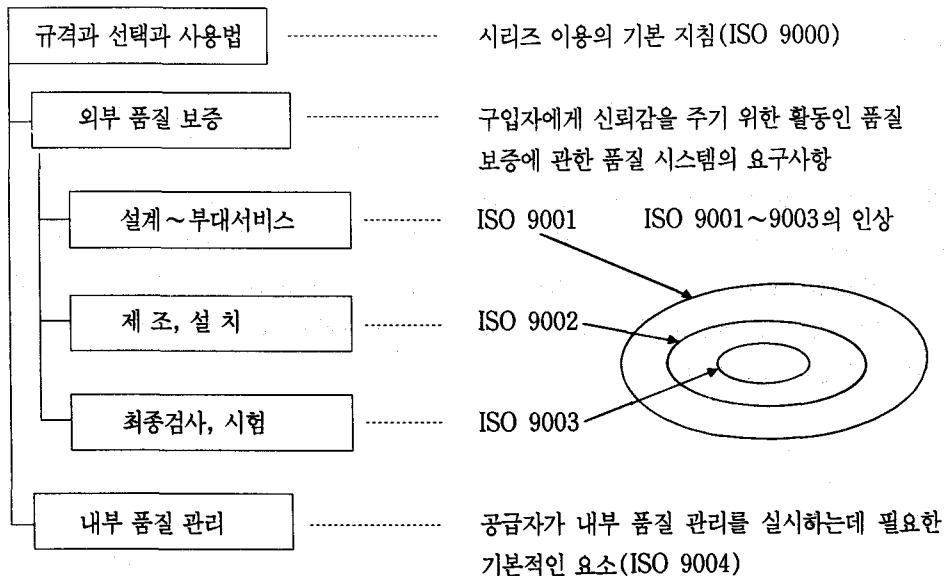 규격과 선택과 사용법 시리즈 이용의 기본 지침(ISO 9000)
외부 품질 보증 구입자에게 신뢰감을 주기 위한 활동인 품질
보증에 관한 품질 시스템의 요구사항
설계～부대서비스 ISO 9001 ISO 9001～9003의 인상
제 조, 설 치 ISO 9002
최종검사, 시험 ISO 9003
내부 품질 관리 공급자가 내부 품질 관리를 실시하는데 필요한
기본적인 요소(ISO 9004)